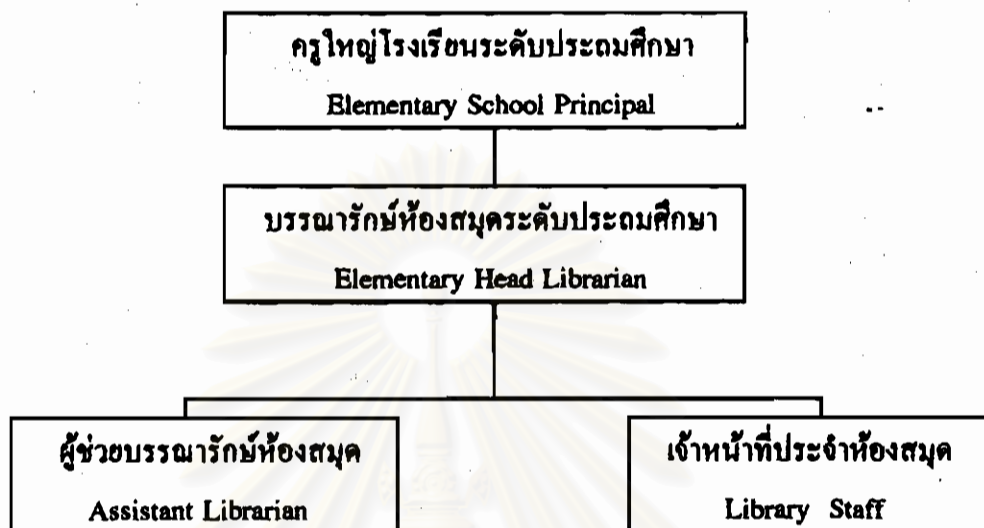 ครูใหญ่โรงเรียนระดับประถมศึกษา
Elementary School Principal
บรรณารักษ์ห้องสมุดระดับประถมศึกษา
Elementary Head Librarian
ผู้ช่วยบรรณารักษ์ห้องสมุด
Assistant Librarian
เจ้าหน้าที่ประจำห้องสมุด
Library Staff